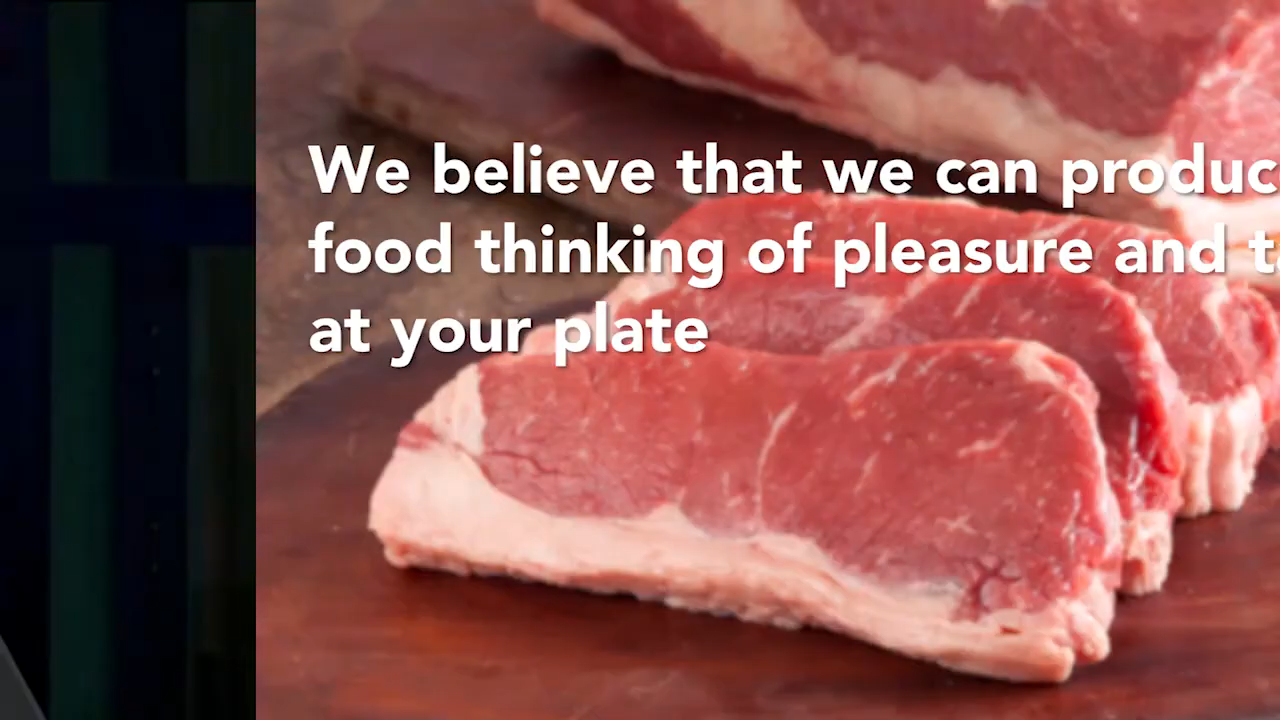 We believe that we can produc
food thinking of pleasure and t
at your plate